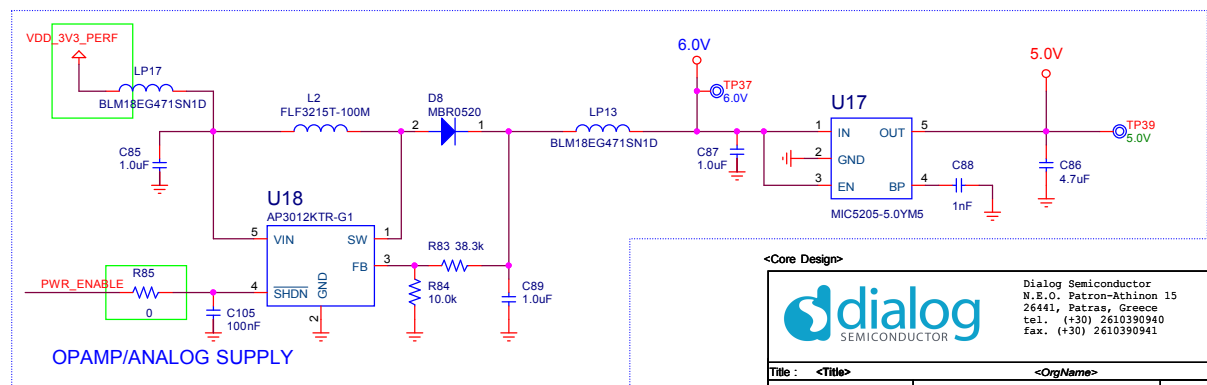 VDD_3V3_PERF
LP17
BLM18EG471SN1D
L2
FLF3215T-100M
D8
MBR0520
2
1
LP13
BLM18EG471SN1D
6.0V
TP37
6.0V
5.0V
TP39
5.0V
U17
1
IN
OUT
5
2
GND
3
EN
BP
4
MIC5205-5.0YM5
C85
1.0uF
C87
1.0uF
C88
1nF
C86
4.7uF
U18
AP3012KTR-G1
5
VIN
SW
1
FB
3
4
SHDN
GND
2
R83 38.3k
R84
10.0k
C89
1.0uF
PWR_ENABLE
R85
0
C105
100nF
OPAMP/ANALOG SUPPLY
<Core Design>
dialog
SEMICONDUCTOR
Dialog Semiconductor
N.E.O. Patron-Athinon 15
26441, Patras, Greece
tel. (+30) 2610390940
fax. (+30) 2610390941
Title : <Title>
<OrgName>